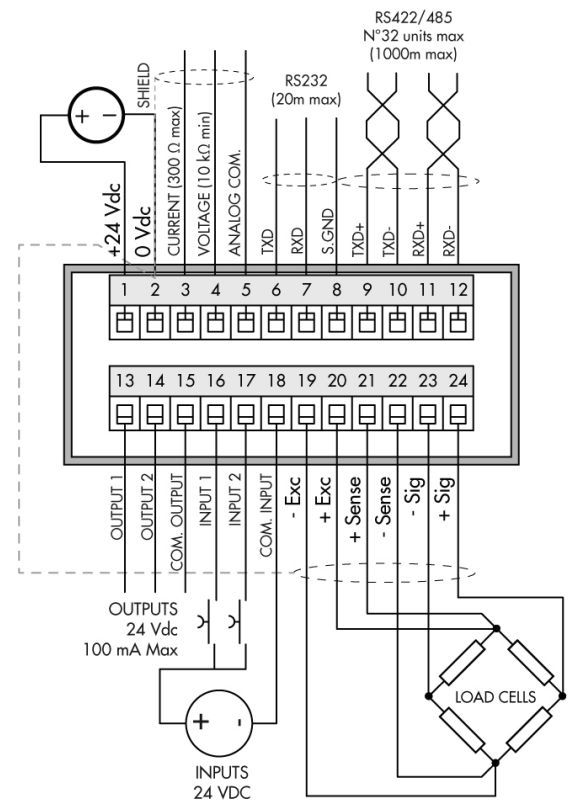 RS422/485
N°32 units max
(1000m max)
RS232
(20m max)
SHIELD
+ -
+24 Vdc
0 Vdc
CURRENT (300 Ω max)
VOLTAGE (10 kΩ min)
ANALOG COM.
TXD
RXD
S.GND
TXD+
TXD-
RXD+
RXD-
1 2 3 4 5 6 7 8 9 10 11 12
13 14 15 16 17 18 19 20 21 22 23 24
OUTPUT 1
OUTPUT 2
COM. OUTPUT
INPUT 1
INPUT 2
COM. INPUT
- Exc
+ Exc
+ Sense
- Sense
- Sig
+ Sig
OUTPUTS
24 Vdc
100 mA Max
LOAD CELLS
+ -
INPUTS
24 VDC